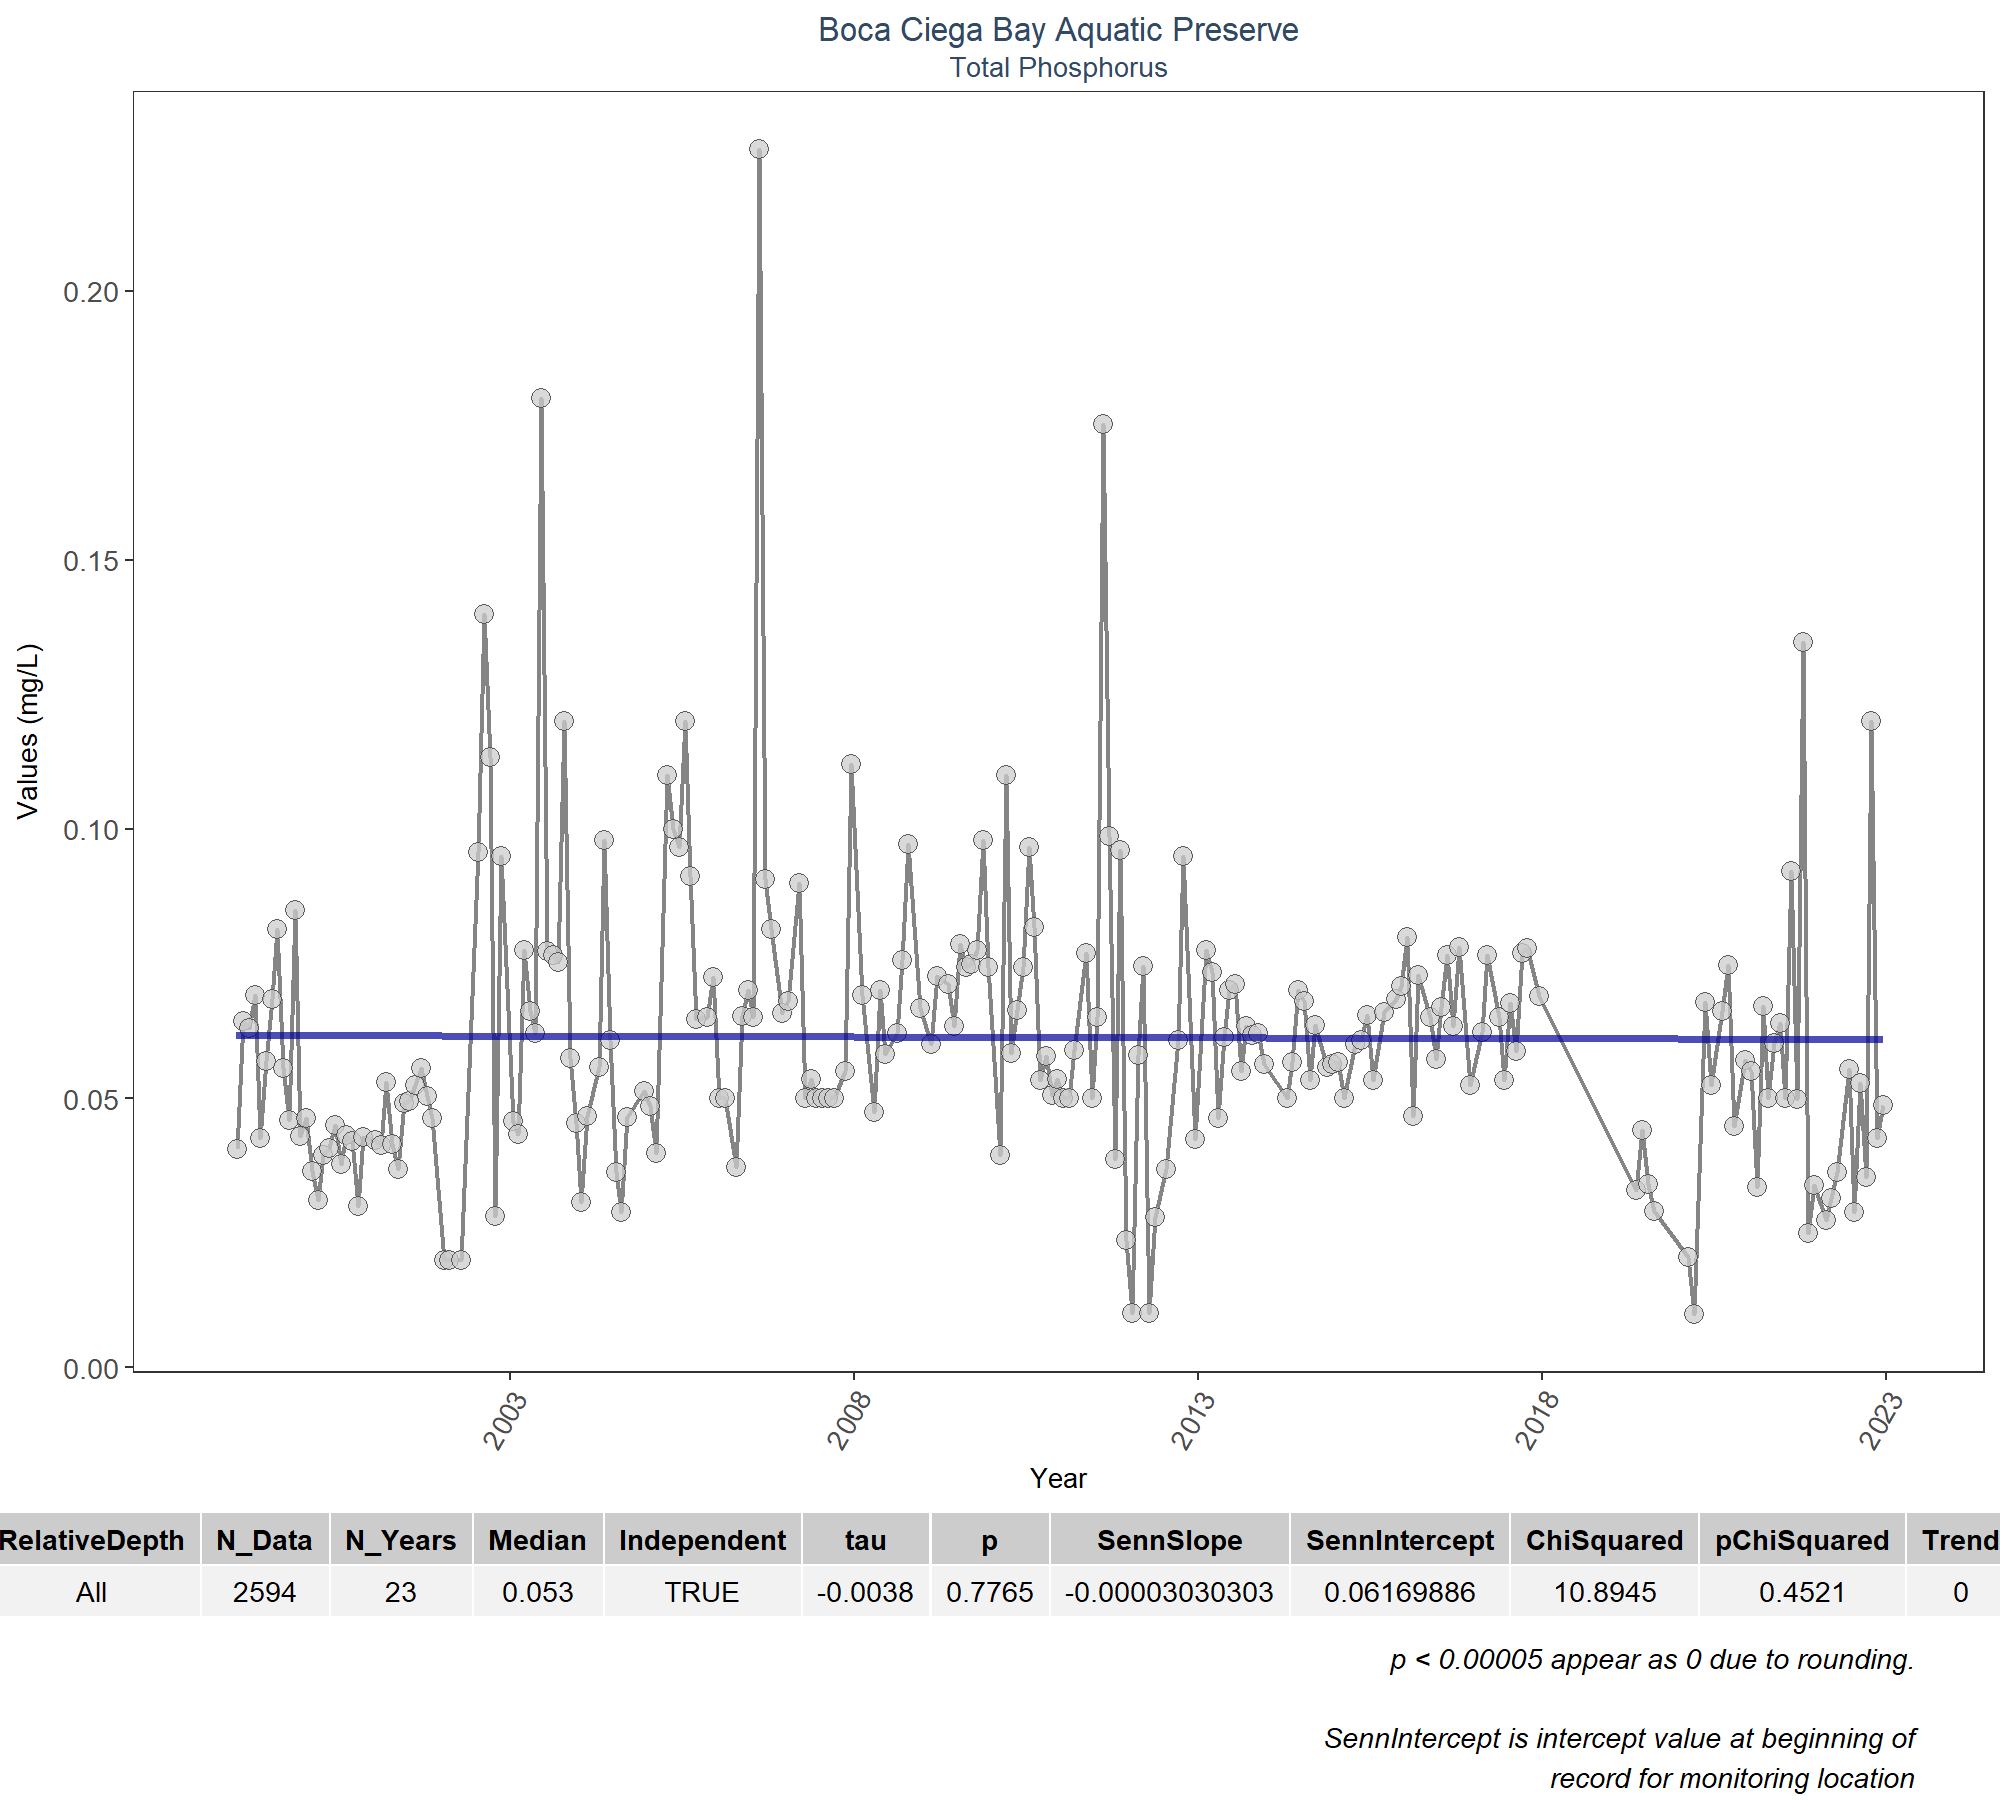 Boca Ciega Bay Aquatic Preserve
Total Phosphorus
Values (mg/L)
0.20
0.15
0.10
0.05
0.00
2003
2008
2013
2018
2023
Year
RelativeDepth N_Data N_Years Median Independent tau p SennSlope SennIntercept ChiSquared pChiSquared Trend
All 2594 23 0.053 TRUE -0.0038 0.7765 -0.00003030303 0.06169886 10.8945 0.4521 0
p < 0.00005 appear as 0 due to rounding.
SennIntercept is intercept value at beginning of
record for monitoring location